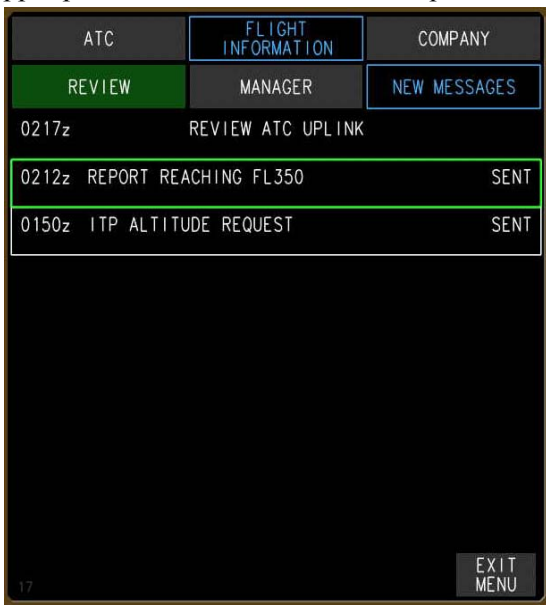 ATC FLIGHT INFORMATION COMPANY
REVIEW MANAGER NEW MESSAGES
0217z REVIEW ATC UPLINK
0212z REPORT REACHING FL350 SENT
0150z ITP ALTITUDE REQUEST SENT
EXIT
MENU
17